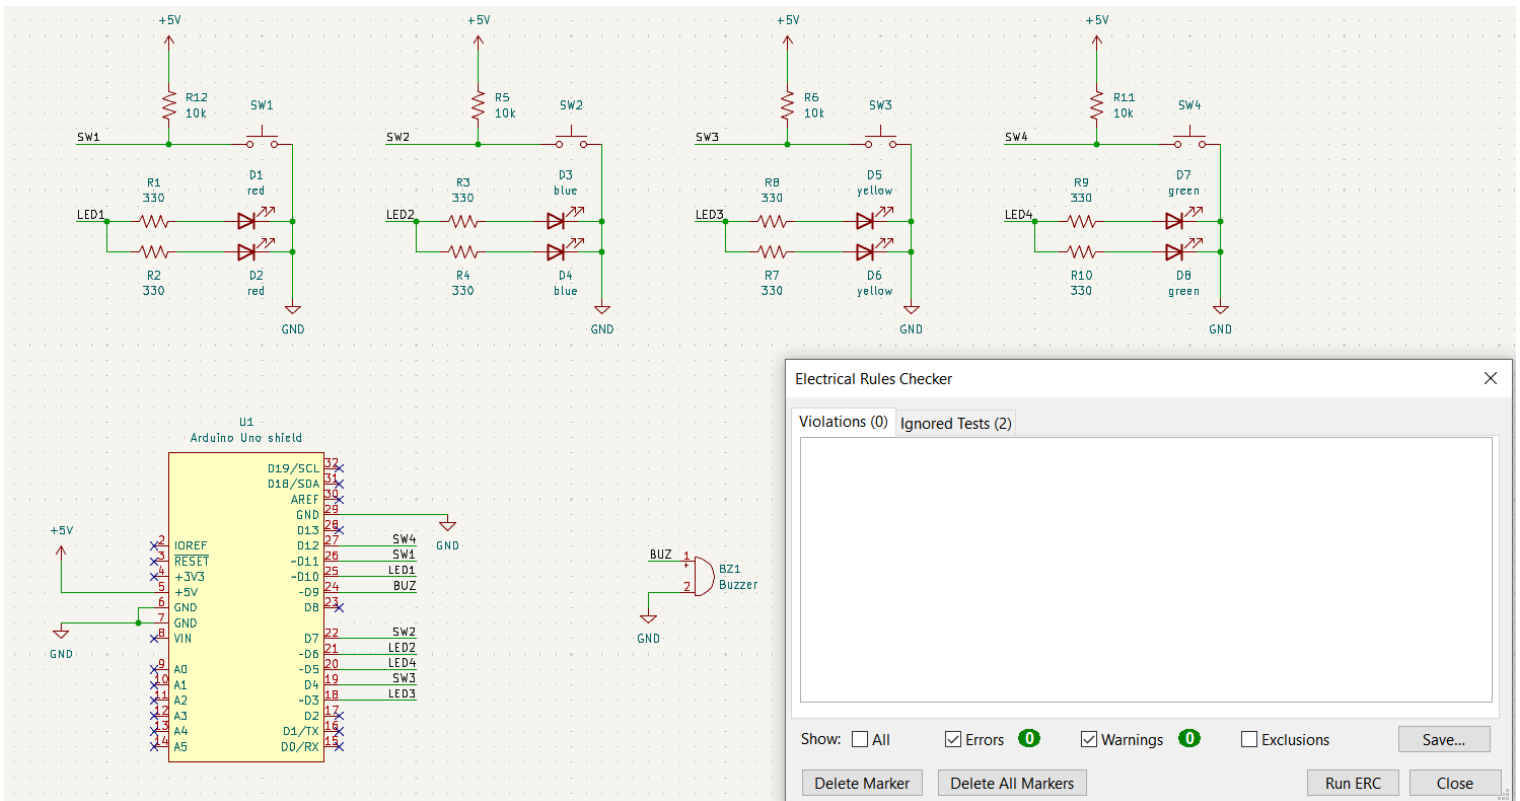 +5V +5V +5V +5V
R12 10k SW1
R5 10k SW2
R6 10k SW3
R11 10k SW4
SW1 SW2 SW3 SW4
R1 330 D1 red
R3 330 D3 blue
R8 330 D5 yellow
R9 330 D7 green
LED1 LED2 LED3 LED4
R2 330 D2 red
R4 330 D4 blue
R7 330 D6 yellow
R10 330 D8 green
GND GND GND GND
U1
Arduino Uno shield
+5V
GND
2 IOREF
3 RESET
4 +3V3
5 +5V
6 GND
7 GND
8 VIN
9 A0
10 A1
11 A2
12 A3
13 A4
14 A5
D19/SCL 32
D18/SDA 31
AREF 30
GND 29
GND
D13 28
D12 27 SW4
~D11 26 SW1
~D10 25 LED1
~D9 24 BUZ
D8 23
D7 22 SW2
~D6 21 LED2
~D5 20 LED4
D4 19 SW3
~D3 18 LED3
D2 17
D1/TX 16
D0/RX 15
BUZ 1
+
2
BZ1
Buzzer
GND
Electrical Rules Checker
Violations (0) Ignored Tests (2)
Show: All Errors 0 Warnings 0 Exclusions Save...
Delete Marker Delete All Markers Run ERC Close